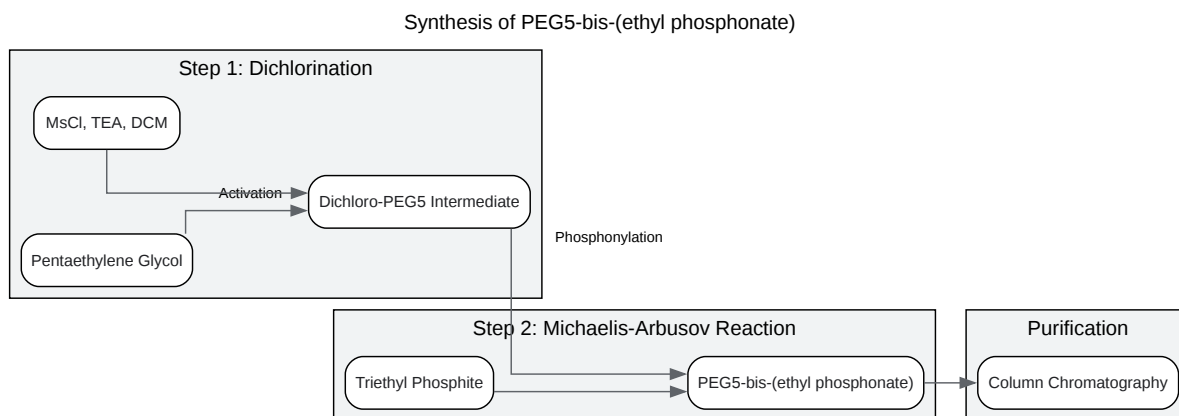 Synthesis of PEG5-bis-(ethyl phosphonate)
Step 1: Dichlorination
MsCl, TEA, DCM
Activation
Dichloro-PEG5 Intermediate
Pentaethylene Glycol
Phosphonylation
Step 2: Michaelis-Arbusov Reaction
Triethyl Phosphite
PEG5-bis-(ethyl phosphonate)
Purification
Column Chromatography